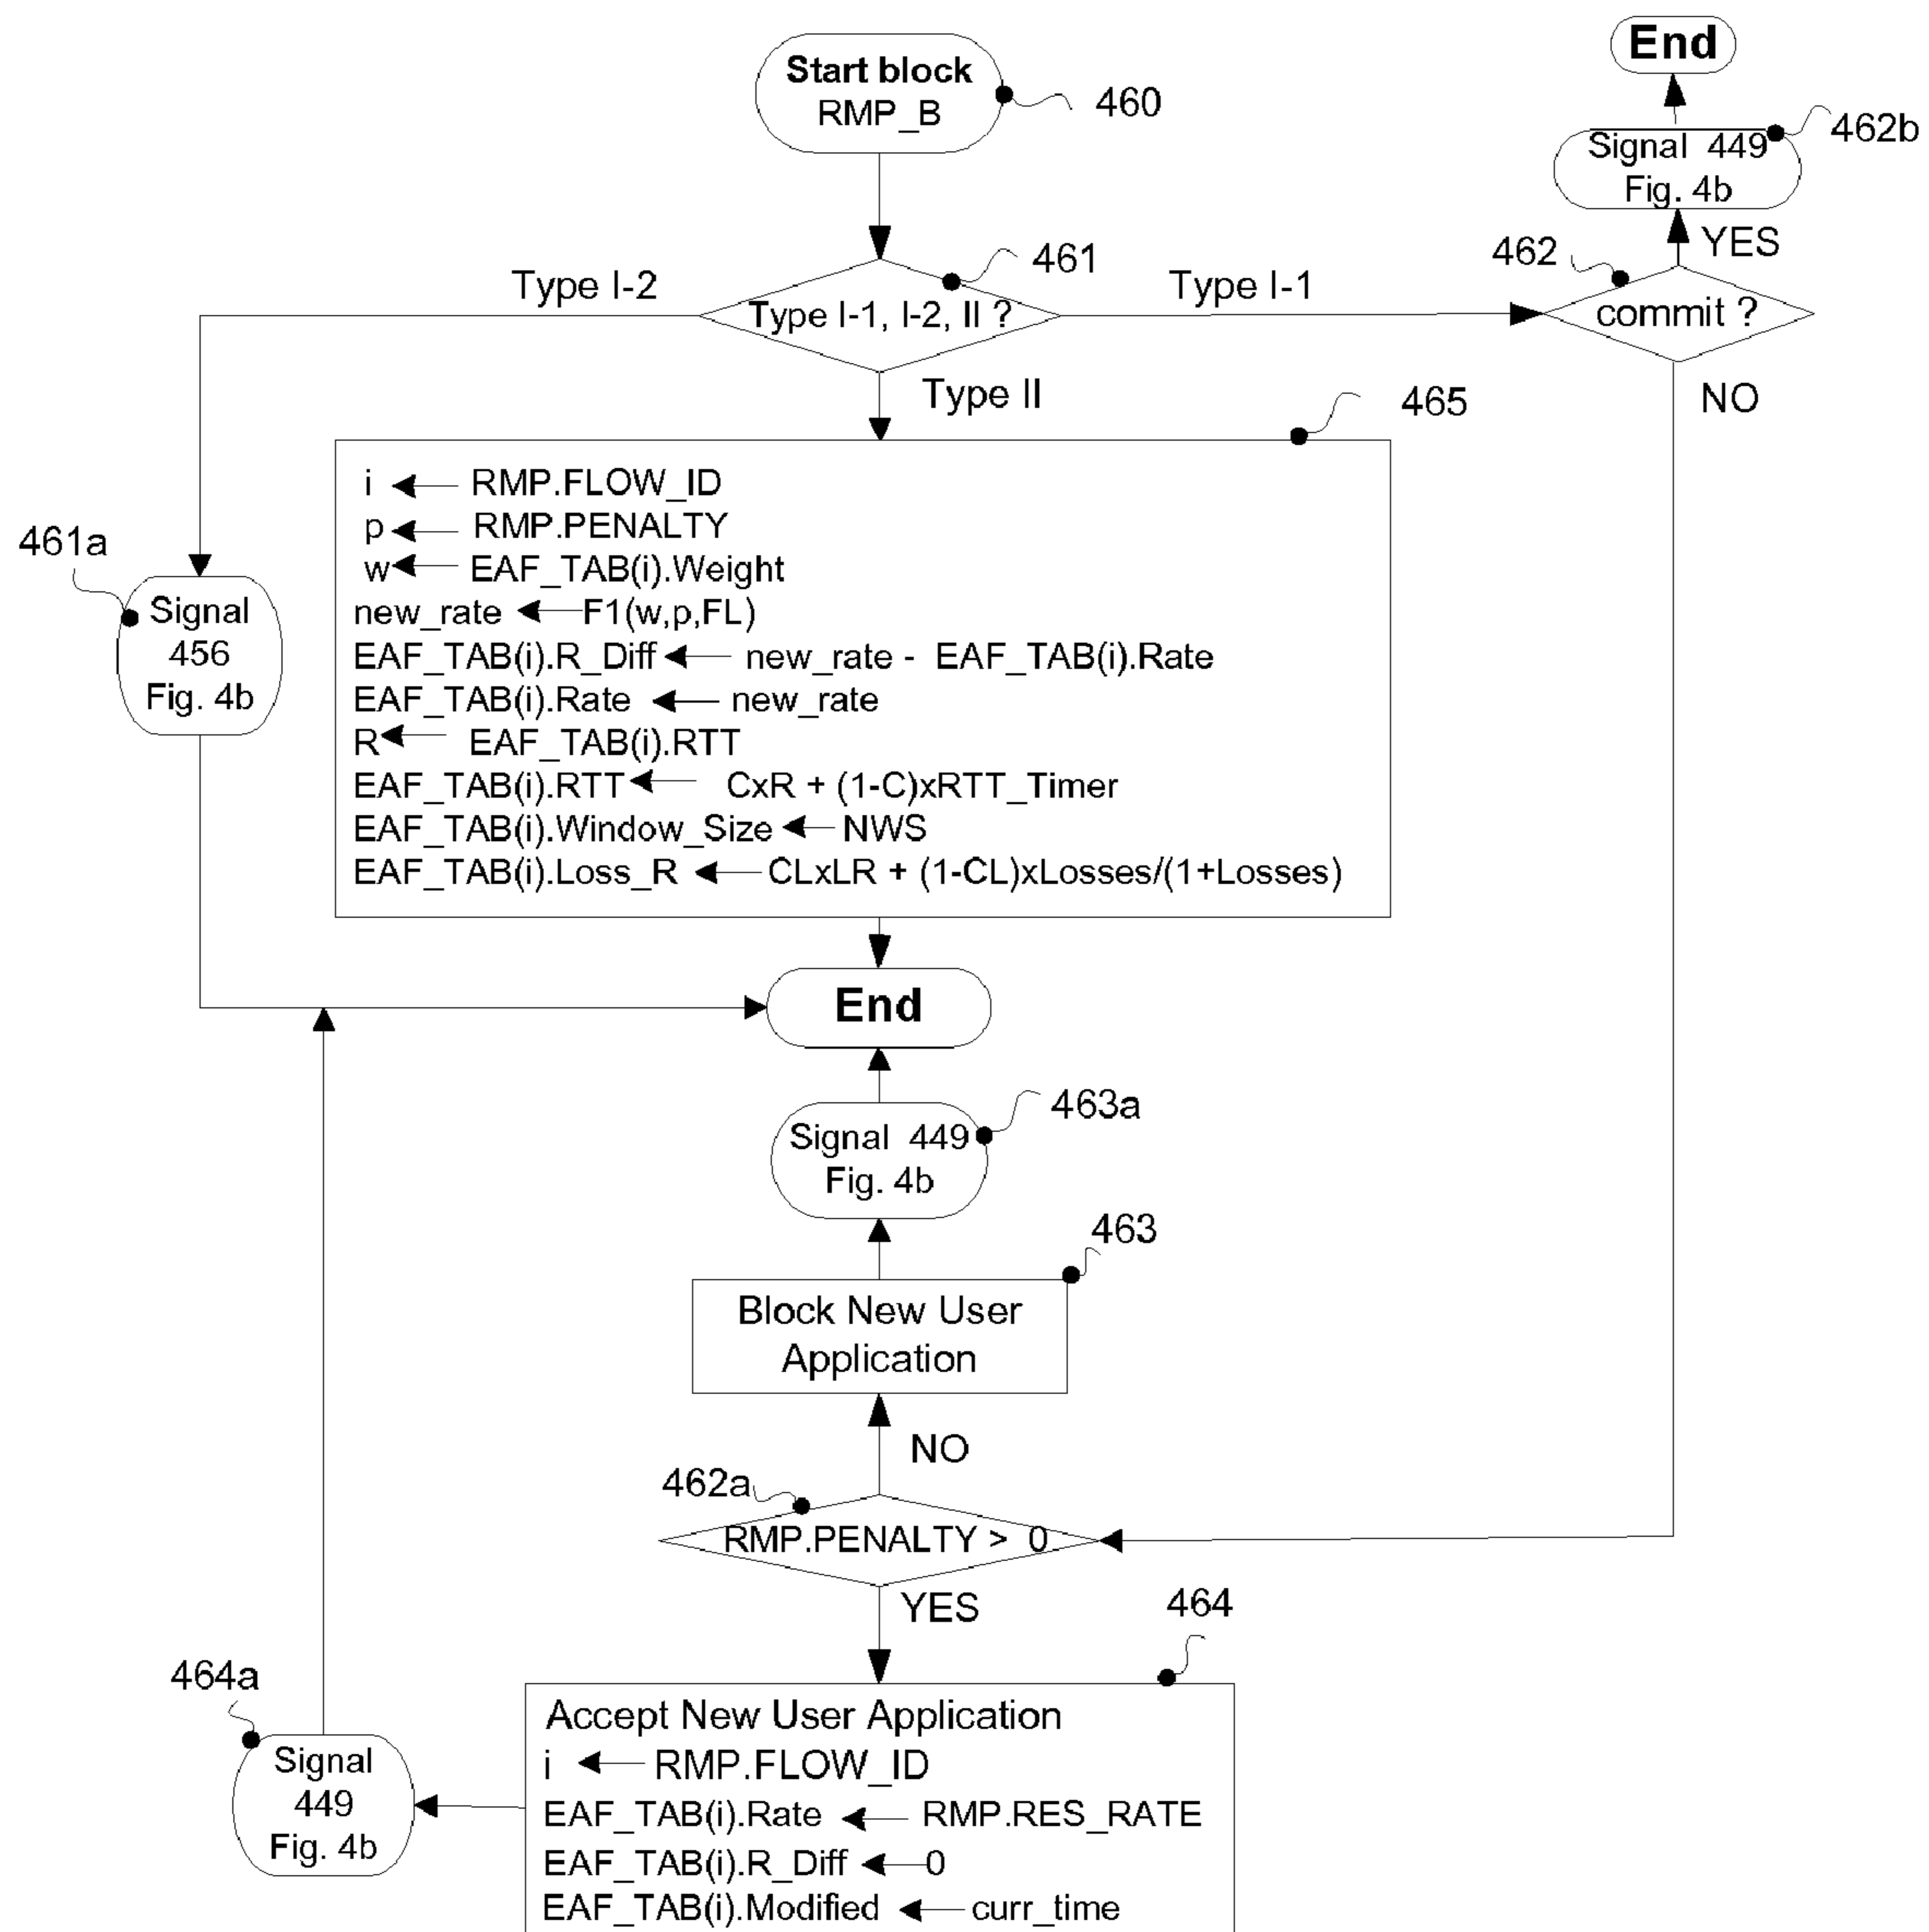 End
Start block
RMP_B
460
Signal 449
Fig. 4b
462b
YES
462
461
Type I-2
Type I-1
Type I-1, I-2, II ?
commit ?
Type II
NO
465
i ← RMP.FLOW_ID
p ← RMP.PENALTY
w ← EAF_TAB(i).Weight
new_rate ← F1(w,p,FL)
EAF_TAB(i).R_Diff ← new_rate - EAF_TAB(i).Rate
EAF_TAB(i).Rate ← new_rate
R ← EAF_TAB(i).RTT
EAF_TAB(i).RTT ← CxR + (1-C)xRTT_Timer
EAF_TAB(i).Window_Size ← NWS
EAF_TAB(i).Loss_R ← CLxLR + (1-CL)xLosses/(1+Losses)
461a
Signal
456
Fig. 4b
End
463a
Signal 449
Fig. 4b
463
Block New User
Application
NO
462a
RMP.PENALTY > 0
YES
464
464a
Signal
449
Fig. 4b
Accept New User Application
i ← RMP.FLOW_ID
EAF_TAB(i).Rate ← RMP.RES_RATE
EAF_TAB(i).R_Diff ← 0
EAF_TAB(i).Modified ← curr_time